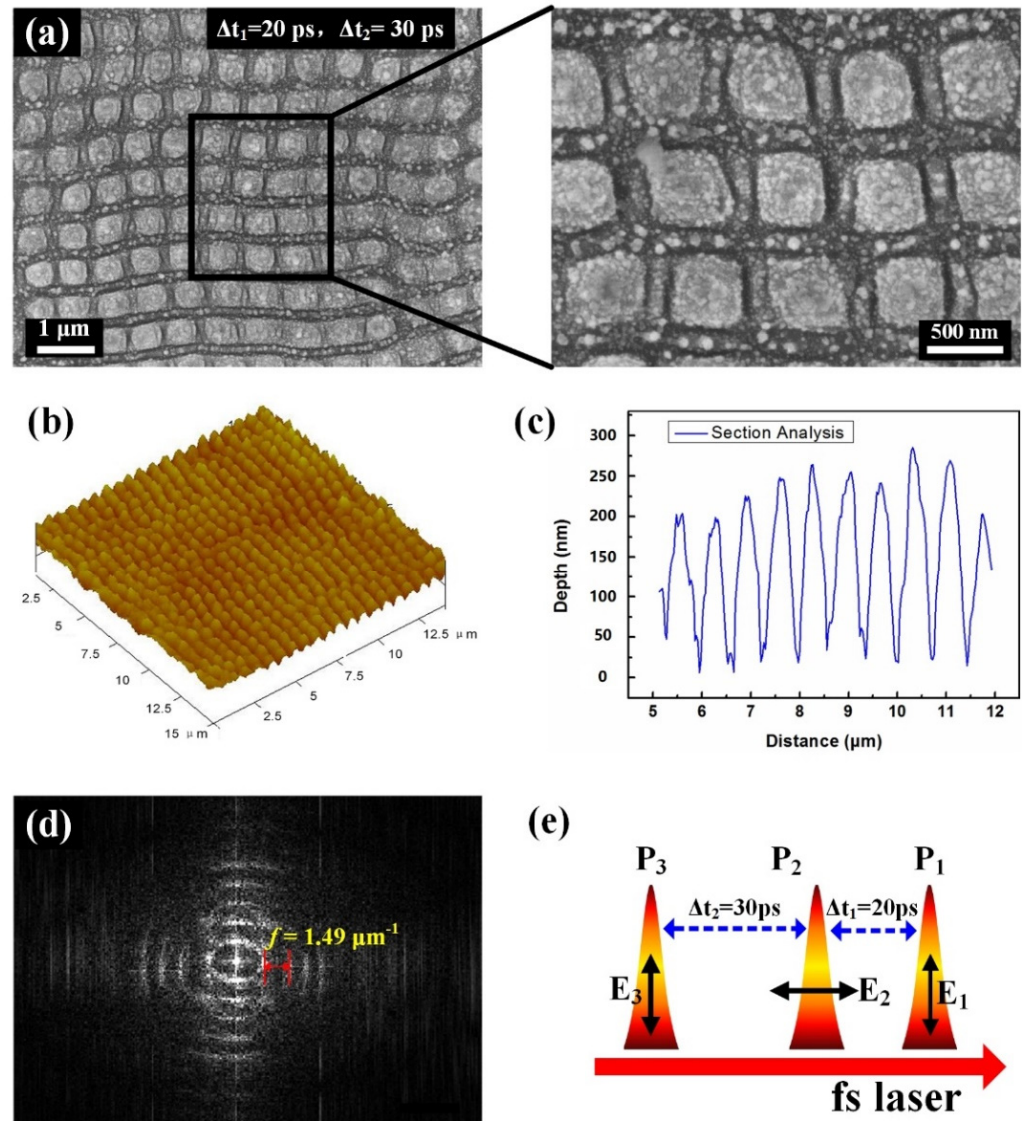 (a)
Δt₁=20 ps, Δt₂= 30 ps
1 μm
500 nm
(b)
2.5
5
7.5
10
12.5
15 μ m
2.5
5
7.5
10
12.5 μ m
(c)
Section Analysis
300
250
200
150
100
50
0
Depth (nm)
5 6 7 8 9 10 11 12
Distance (μm)
(d)
f = 1.49 μm⁻¹
(e)
P₃ P₂ P₁
Δt₂=30ps Δt₁=20ps
E₃ E₂ E₁
fs laser